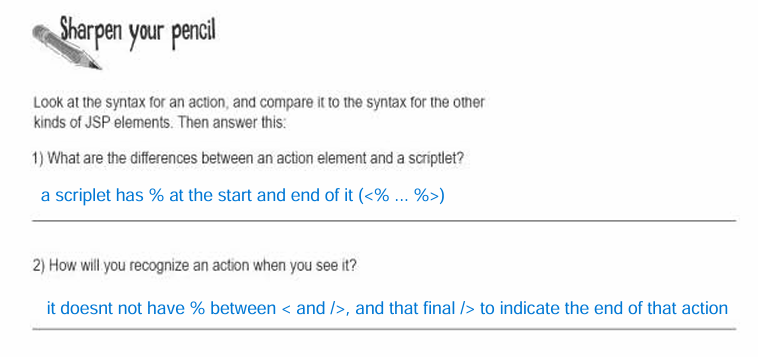 Sharpen your pencil
Look at the syntax for an action, and compare it to the syntax for the other
kinds of JSP elements. Then answer this:
1) What are the differences between an action element and a scriptlet?
a scriplet has % at the start and end of it (<% ... %>)
2) How will you recognize an action when you see it?
it doesnt not have % between < and />, and that final /> to indicate the end of that action